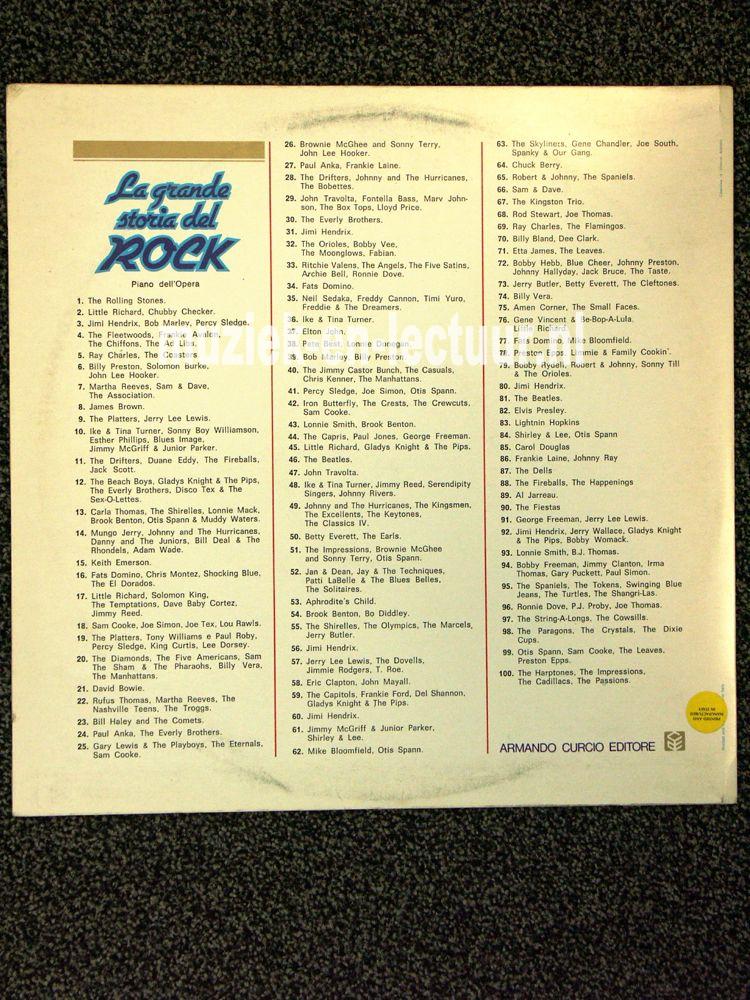 La grande
storia del
ROCK
Piano dell'Opera
1. The Rolling Stones.
2. Little Richard, Chubby Checker.
3. Jimi Hendrix, Bob Marley, Percy Sledge.
4. The Fleetwoods, Frankie Avalon,
The Chiffons, The Ad Libs.
5. Ray Charles, The Coasters.
6. Billy Preston, Solomon Burke,
John Lee Hooker.
7. Martha Reeves, Sam & Dave,
The Association.
8. James Brown.
9. The Platters, Jerry Lee Lewis.
10. Ike & Tina Turner, Sonny Boy Williamson,
Esther Phillips, Blues Image,
Jimmy McGriff & Junior Parker.
11. The Drifters, Duane Eddy, The Fireballs,
Jack Scott.
12. The Beach Boys, Gladys Knight & The Pips,
The Everly Brothers, Disco Tex & The
Sex-O-Lettes.
13. Carla Thomas, The Shirelles, Lonnie Mack,
Brook Benton, Otis Spann & Muddy Waters.
14. Mungo Jerry, Johnny and The Hurricanes,
Danny and The Juniors, Bill Deal & The
Rhondels, Adam Wade.
15. Keith Emerson.
16. Fats Domino, Chris Montez, Shocking Blue,
The El Dorados.
17. Little Richard, Solomon King,
The Temptations, Dave Baby Cortez,
Jimmy Reed.
18. Sam Cooke, Joe Simon, Joe Tex, Lou Rawls.
19. The Platters, Tony Williams e Paul Roby,
Percy Sledge, King Curtis, Lee Dorsey.
20. The Diamonds, The Five Americans, Sam
The Sham & The Pharaohs, Billy Vera,
The Manhattans.
21. David Bowie.
22. Rufus Thomas, Martha Reeves, The
Nashville Teens, The Troggs.
23. Bill Haley and The Comets.
24. Paul Anka, The Everly Brothers.
25. Gary Lewis & The Playboys, The Eternals,
Sam Cooke.
26. Brownie McGhee and Sonny Terry,
John Lee Hooker.
27. Paul Anka, Frankie Laine.
28. The Drifters, Johnny and The Hurricanes,
The Bobettes.
29. John Travolta, Fontella Bass, Marv John-
son, The Box Tops, Lloyd Price.
30. The Everly Brothers.
31. Jimi Hendrix.
32. The Orioles, Bobby Vee,
The Moonglows, Fabian.
33. Ritchie Valens, The Angels, The Five Satins,
Archie Bell, Ronnie Dove.
34. Fats Domino.
35. Neil Sedaka, Freddy Cannon, Timi Yuro,
Freddie & The Dreamers.
36. Ike & Tina Turner.
37. Elton John.
38. Pete Best, Lonnie Donegan.
39. Bob Marley, Billy Preston.
40. The Jimmy Castor Bunch, The Casuals,
Chris Kenner, The Manhattans.
41. Percy Sledge, Joe Simon, Otis Spann.
42. Iron Butterfly, The Crests, The Crewcuts,
Sam Cooke.
43. Lonnie Smith, Brook Benton.
44. The Capris, Paul Jones, George Freeman.
45. Little Richard, Gladys Knight & The Pips.
46. The Beatles.
47. John Travolta.
48. Ike & Tina Turner, Jimmy Reed, Serendipity
Singers, Johnny Rivers.
49. Johnny and The Hurricanes, The Kingsmen,
The Excellents, The Keytones,
The Classics IV.
50. Betty Everett, The Earls.
51. The Impressions, Brownie McGhee
and Sonny Terry, Otis Spann.
52. Jan & Dean, Jay & The Techniques,
Patti LaBelle & The Blues Belles,
The Solitaires.
53. Aphrodite's Child.
54. Brook Benton, Bo Diddley.
55. The Shirelles, The Olympics, The Marcels,
Jerry Butler.
56. Jimi Hendrix.
57. Jerry Lee Lewis, The Dovells,
Jimmie Rodgers, T. Roe.
58. Eric Clapton, John Mayall.
59. The Capitols, Frankie Ford, Del Shannon,
Gladys Knight & The Pips.
60. Jimi Hendrix.
61. Jimmy McGriff & Junior Parker,
Shirley & Lee.
62. Mike Bloomfield, Otis Spann.
63. The Skyliners, Gene Chandler, Joe South,
Spanky & Our Gang.
64. Chuck Berry.
65. Robert & Johnny, The Spaniels.
66. Sam & Dave.
67. The Kingston Trio.
68. Rod Stewart, Joe Thomas.
69. Ray Charles, The Flamingos.
70. Billy Bland, Dee Clark.
71. Etta James, The Leaves.
72. Bobby Hebb, Blue Cheer, Johnny Preston,
Johnny Hallyday, Jack Bruce, The Taste.
73. Jerry Butler, Betty Everett, The Cleftones.
74. Billy Vera.
75. Amen Corner, The Small Faces.
76. Gene Vincent & Be-Bop-A-Lula,
Little Richard.
77. Fats Domino, Mike Bloomfield.
78. Preston Epps, Jimmie & Family Cookin'.
79. Bobby Rydell, Robert & Johnny, Sonny Till
& The Orioles.
80. Jimi Hendrix.
81. The Beatles.
82. Elvis Presley.
83. Lightnin Hopkins
84. Shirley & Lee, Otis Spann
85. Carol Douglas
86. Frankie Laine, Johnny Ray
87. The Dells
88. The Fireballs, The Happenings
89. Al Jarreau.
90. The Fiestas
91. George Freeman, Jerry Lee Lewis.
92. Jimi Hendrix, Jerry Wallace, Gladys Knight
& The Pips, Bobby Womack.
93. Lonnie Smith, B.J. Thomas.
94. Bobby Freeman, Jimmy Clanton, Irma
Thomas, Gary Puckett, Paul Simon.
95. The Spaniels, The Tokens, Swinging Blue
Jeans, The Turtles, The Shangri-Las.
96. Ronnie Dove, P.J. Proby, Joe Thomas.
97. The String-A-Longs, The Cowsills.
98. The Paragons, The Crystals, The Dixie
Cups.
99. Otis Spann, Sam Cooke, The Leaves,
Preston Epps.
100. The Harptones, The Impressions,
The Cadillacs, The Passions.
PRINTED AND
MANUFACTURED
IN ITALY
ARMANDO CURCIO EDITORE